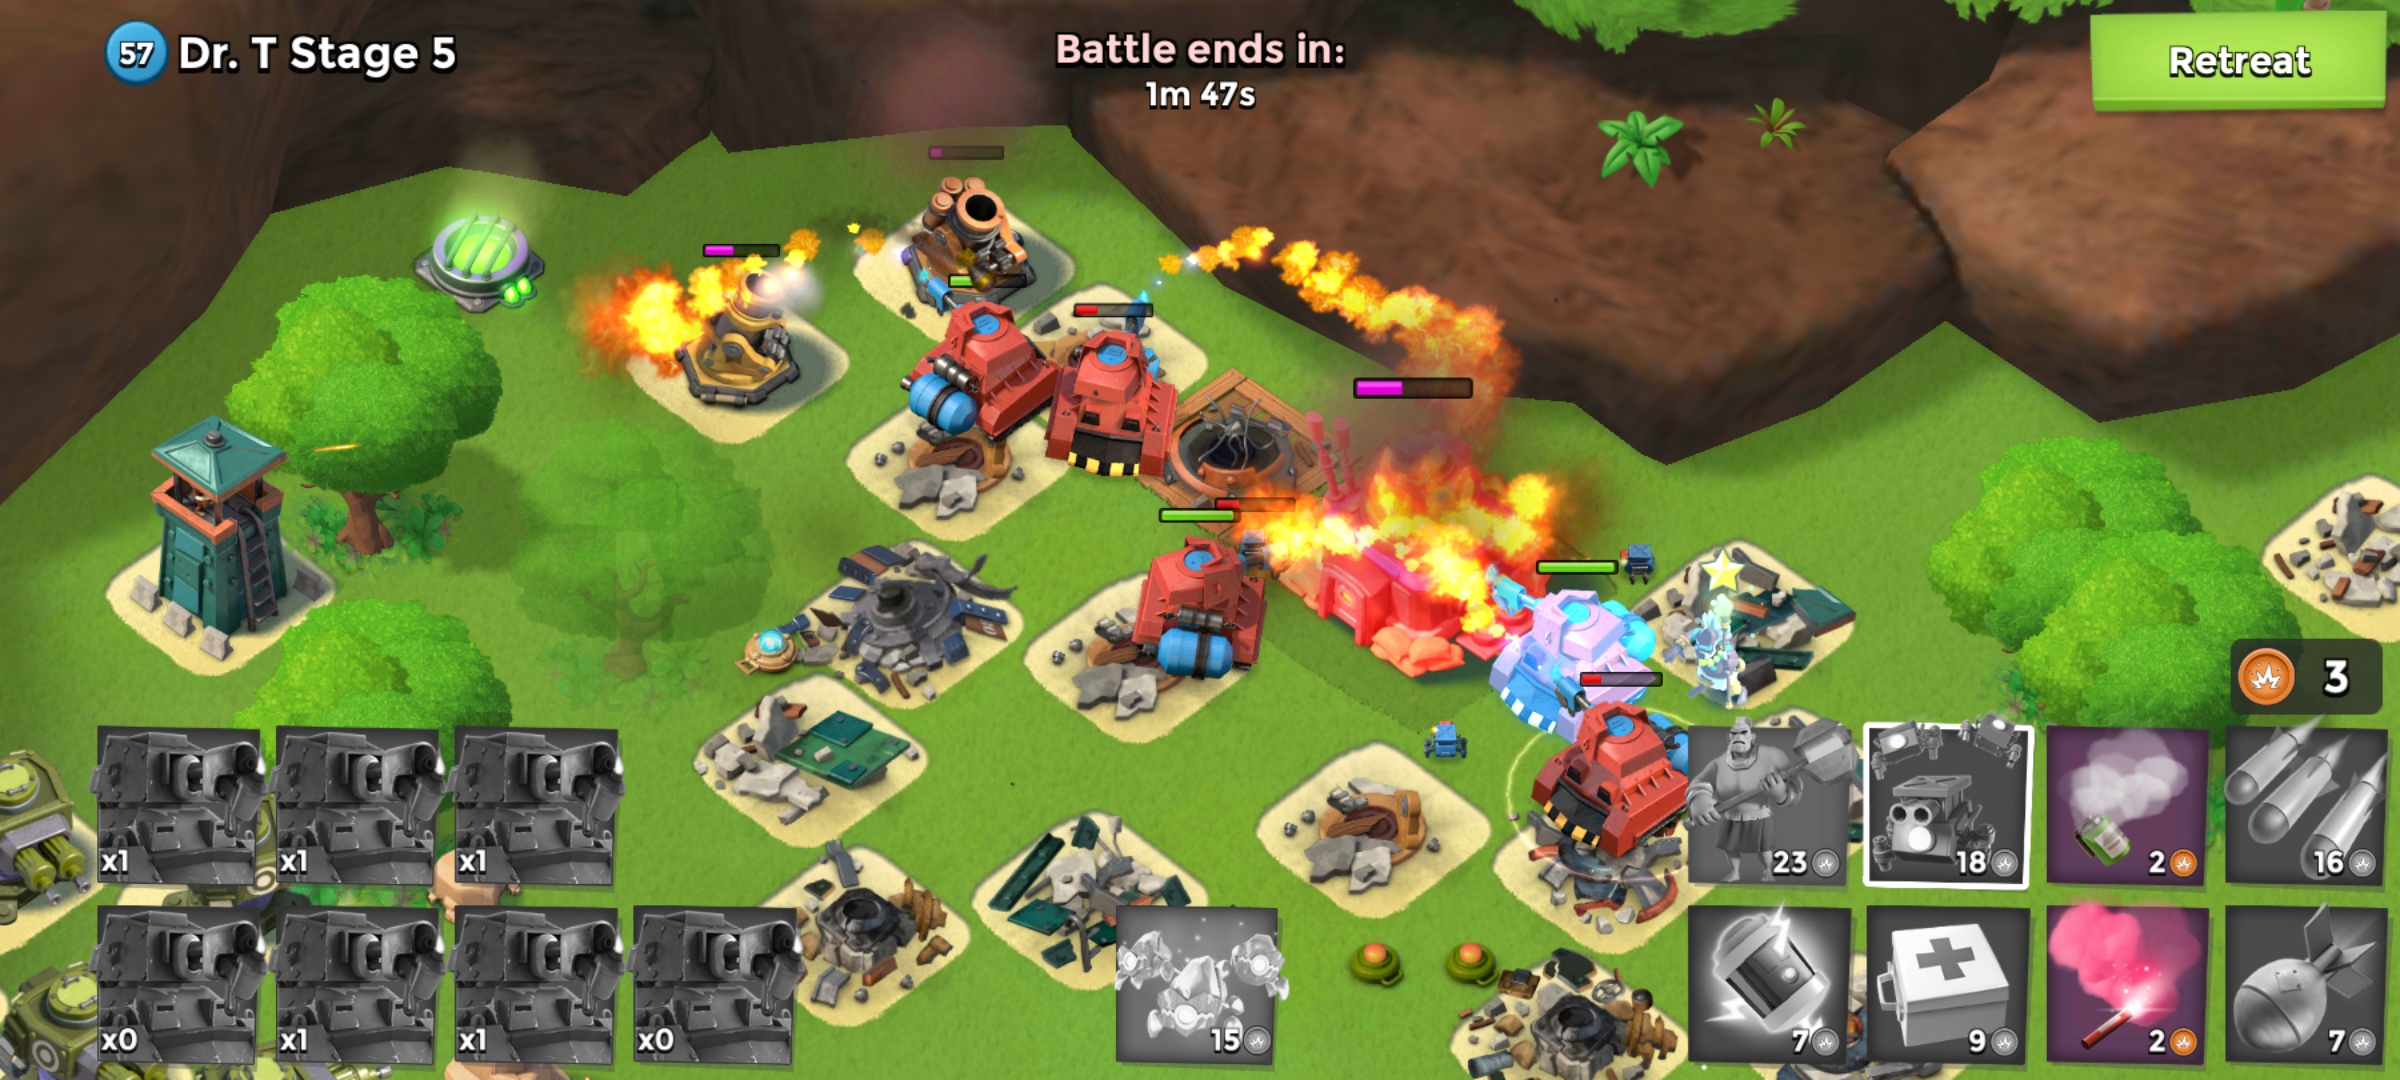 57 Dr. T Stage 5
Battle ends in:
1m 47s
Retreat
3
x1
x1
x1
23
18
2
16
x0
x1
x1
x0
15
7
9
2
7